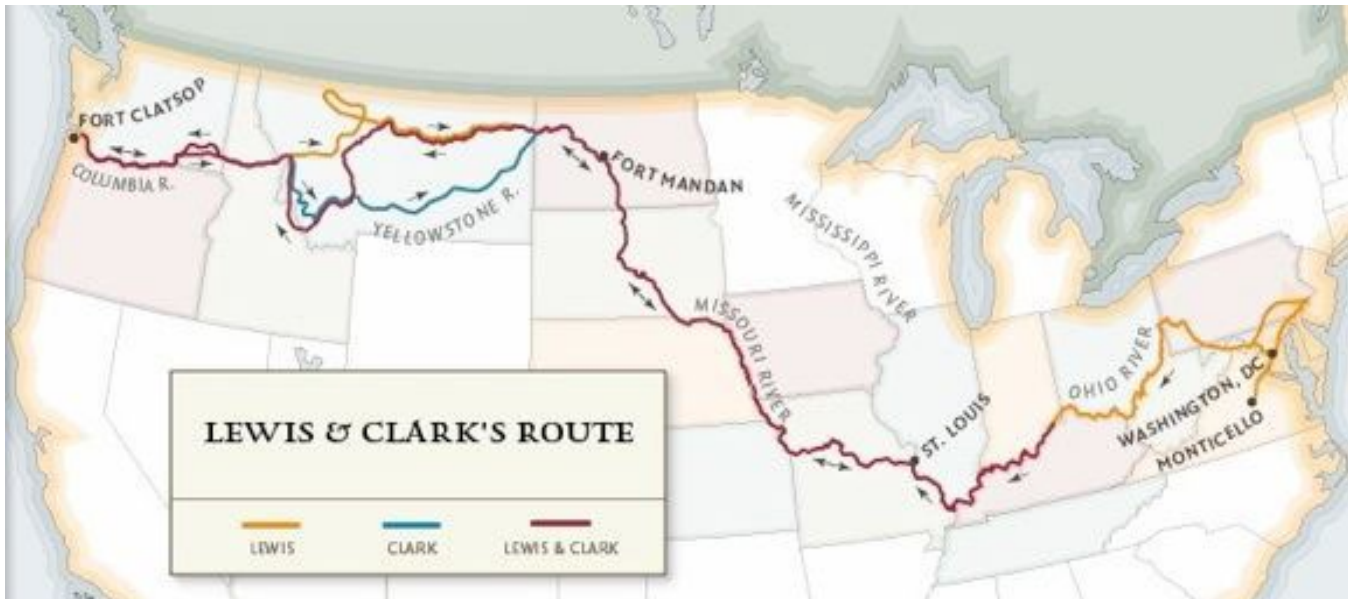 FORT CLATSOP
COLUMBIA R.
YELLOWSTONE R.
FORT MANDAN
MISSISSIPPI RIVER
MISSOURI RIVER
OHIO RIVER
WASHINGTON, DC
MONTICELLO
ST. LOUIS
LEWIS & CLARK'S ROUTE
LEWIS
CLARK
LEWIS & CLARK